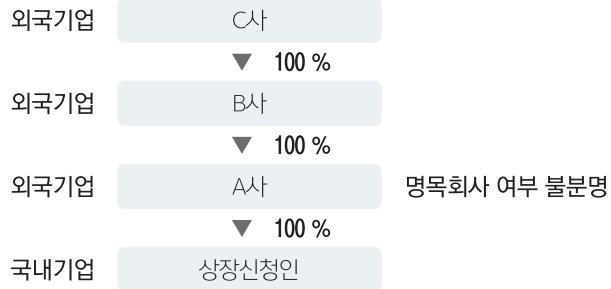 외국기업 C사
▼ 100 %
외국기업 B사
▼ 100 %
외국기업 A사 명목회사 여부 불분명
▼ 100 %
국내기업 상장신청인